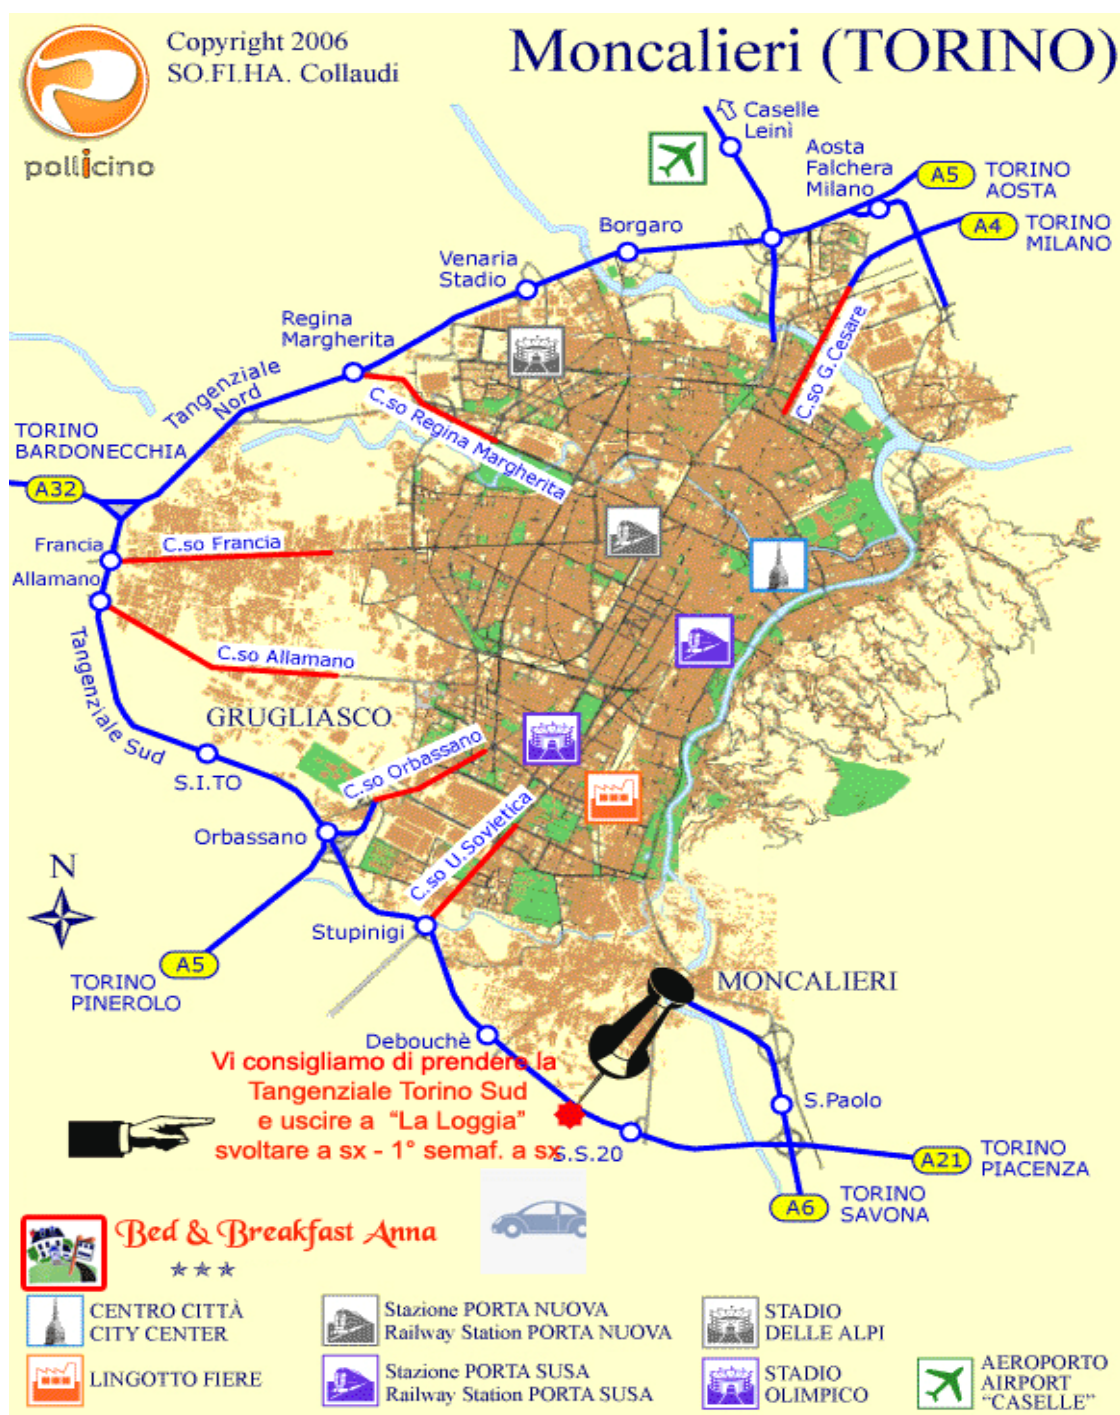 Copyright 2006
SO.FI.HA. Collaudi
Moncalieri (TORINO)
pollicino
Caselle
Leinì
Aosta
Falchera
Milano
A5
TORINO
AOSTA
A4
TORINO
MILANO
Borgaro
Venaria
Stadio
Regina
Margherita
Tangenziale
Nord
C.so G.Cesare
C.so Regina Margherita
TORINO
BARDONECCHIA
A32
Francia
C.so Francia
Allamano
C.so Allamano
Tangenziale Sud
GRUGLIASCO
S.I.TO
C.so Orbassano
Orbassano
C.so U.Sovietica
N
Stupinigi
A5
TORINO
PINEROLO
MONCALIERI
Debouchè
Vi consigliamo di prendere la
Tangenziale Torino Sud
e uscire a “La Loggia”
svoltare a sx - 1° semaf. a sx
S.S.20
S.Paolo
A21
TORINO
PIACENZA
A6
TORINO
SAVONA
Bed & Breakfast Anna
CENTRO CITTÀ
CITY CENTER
Stazione PORTA NUOVA
Railway Station PORTA NUOVA
STADIO
DELLE ALPI
LINGOTTO FIERE
Stazione PORTA SUSA
Railway Station PORTA SUSA
STADIO
OLIMPICO
AEROPORTO
AIRPORT
“CASELLE”